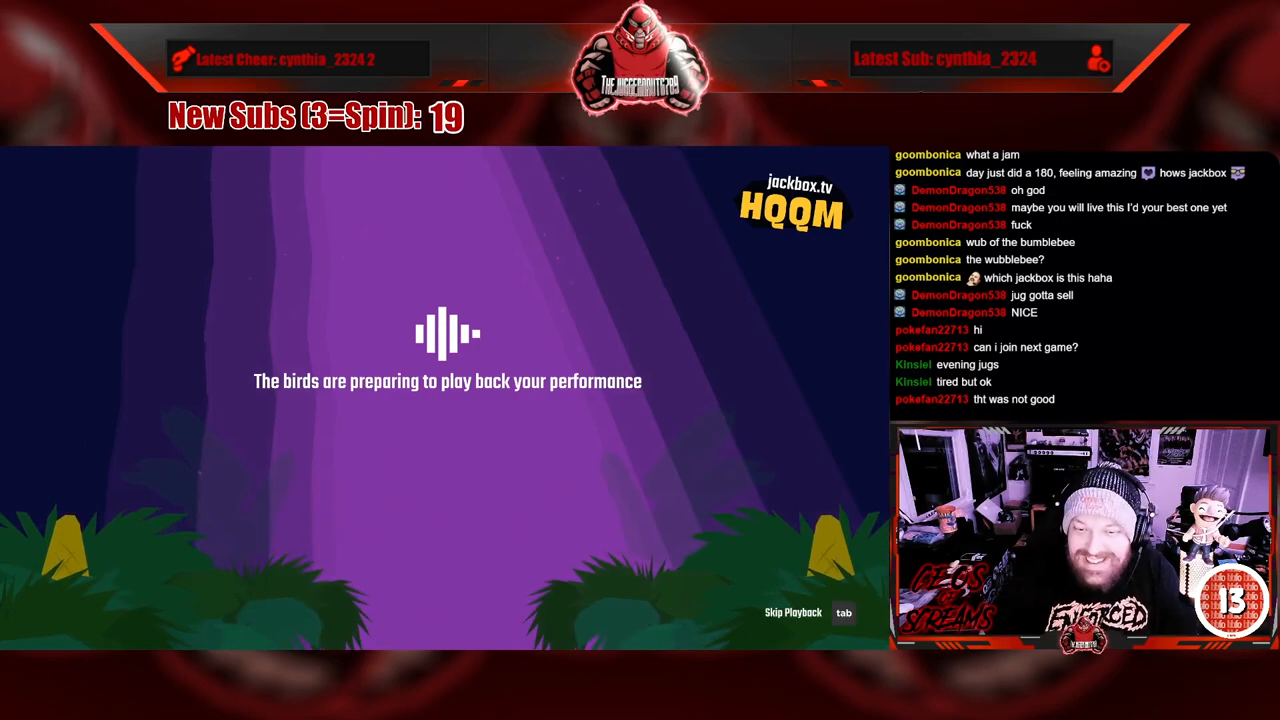 Latest Cheer: cynthia_2324 2
THEJUGGERNAUT6789
Latest Sub: cynthia_2324
New Subs (3=Spin): 19
jackbox.tv
HQQM
The birds are preparing to play back your performance
Skip Playback tab
goombonica what a jam
goombonica day just did a 180, feeling amazing hows jackbox
DemonDragon538 oh god
DemonDragon538 maybe you will live this I'd your best one yet
DemonDragon538 fuck
goombonica wub of the bumblebee
goombonica the wubblebee?
goombonica which jackbox is this haha
DemonDragon538 jug gotta sell
DemonDragon538 NICE
pokefan22713 hi
pokefan22713 can i join next game?
Kinsiel evening jugs
Kinsiel tired but ok
pokefan22713 tht was not good
SCREAMS
ENFORCED
13